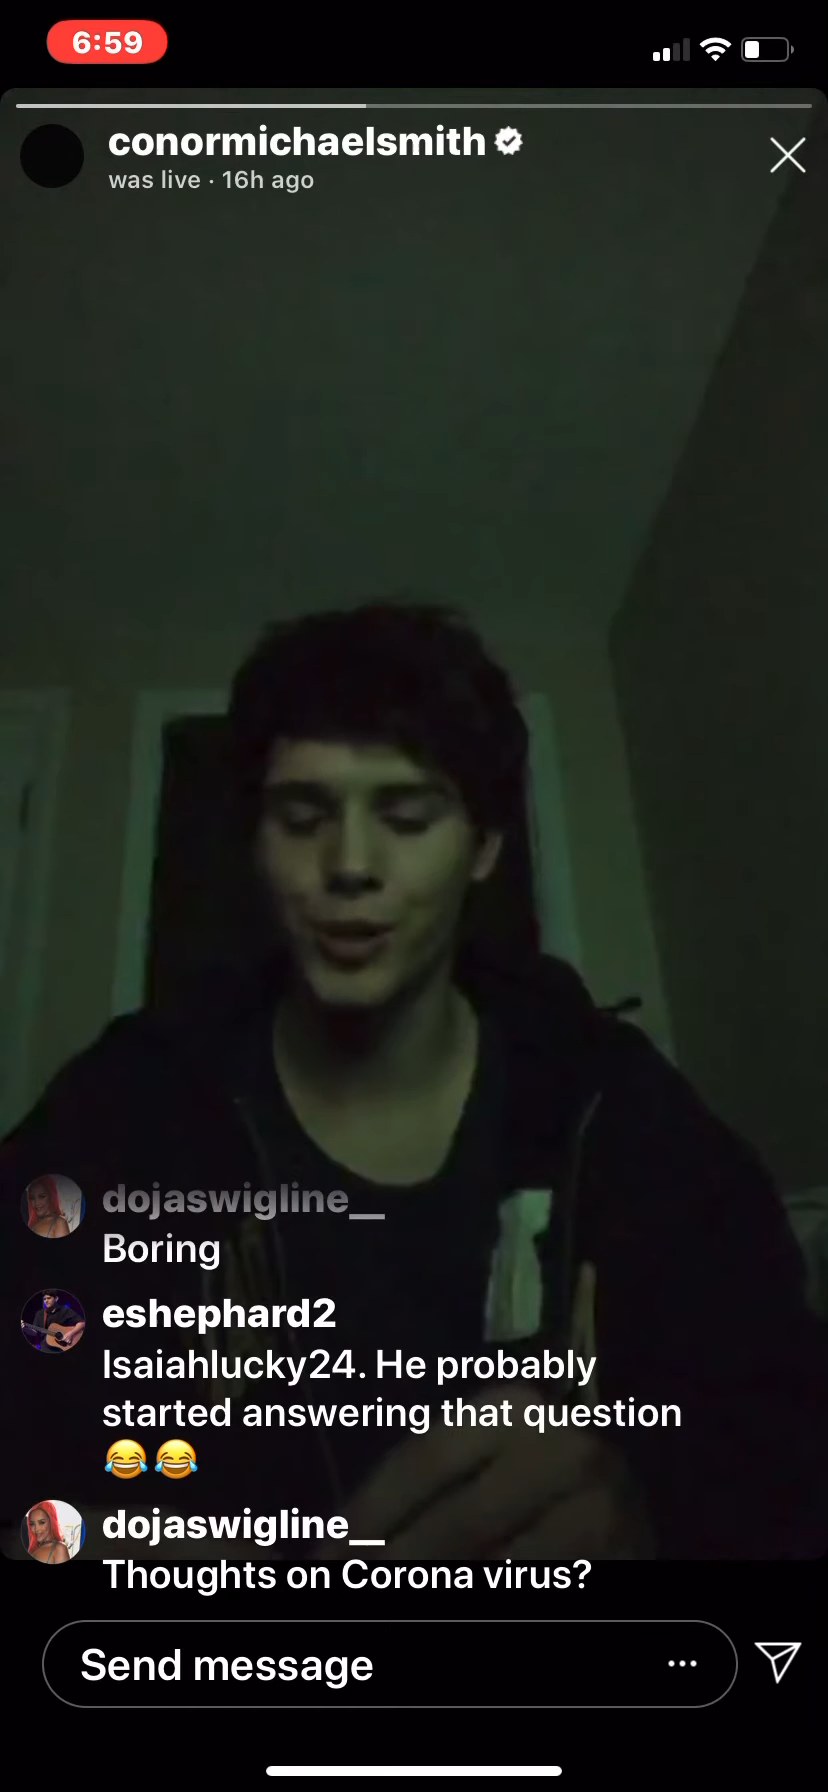 6:59
conormichaelsmith
was live · 16h ago
dojaswigline__
Boring
eshephard2
Isaiahlucky24. He probably
started answering that question
😂😂
dojaswigline__
Thoughts on Corona virus?
Send message